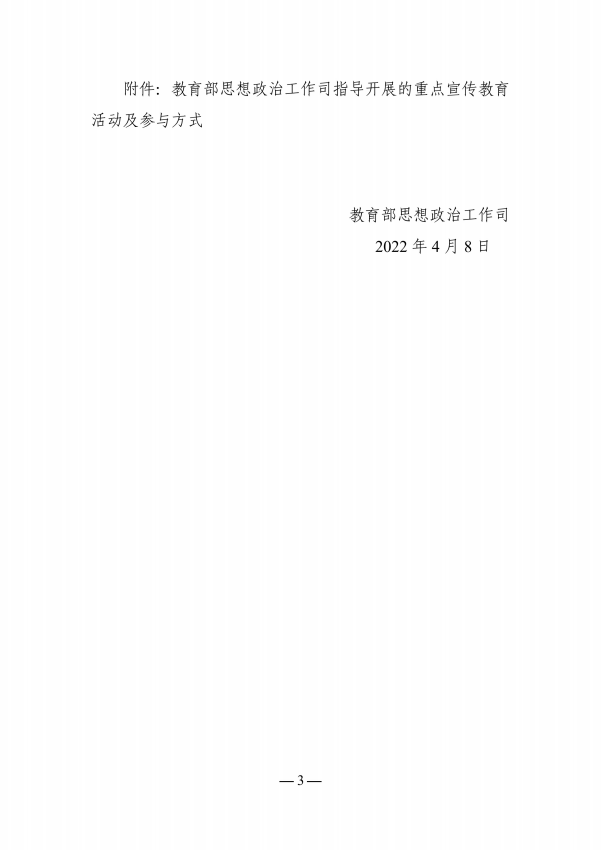 附件：教育部思想政治工作司指导开展的重点宣传教育
活动及参与方式
教育部思想政治工作司
2022 年 4 月 8 日
— 3 —